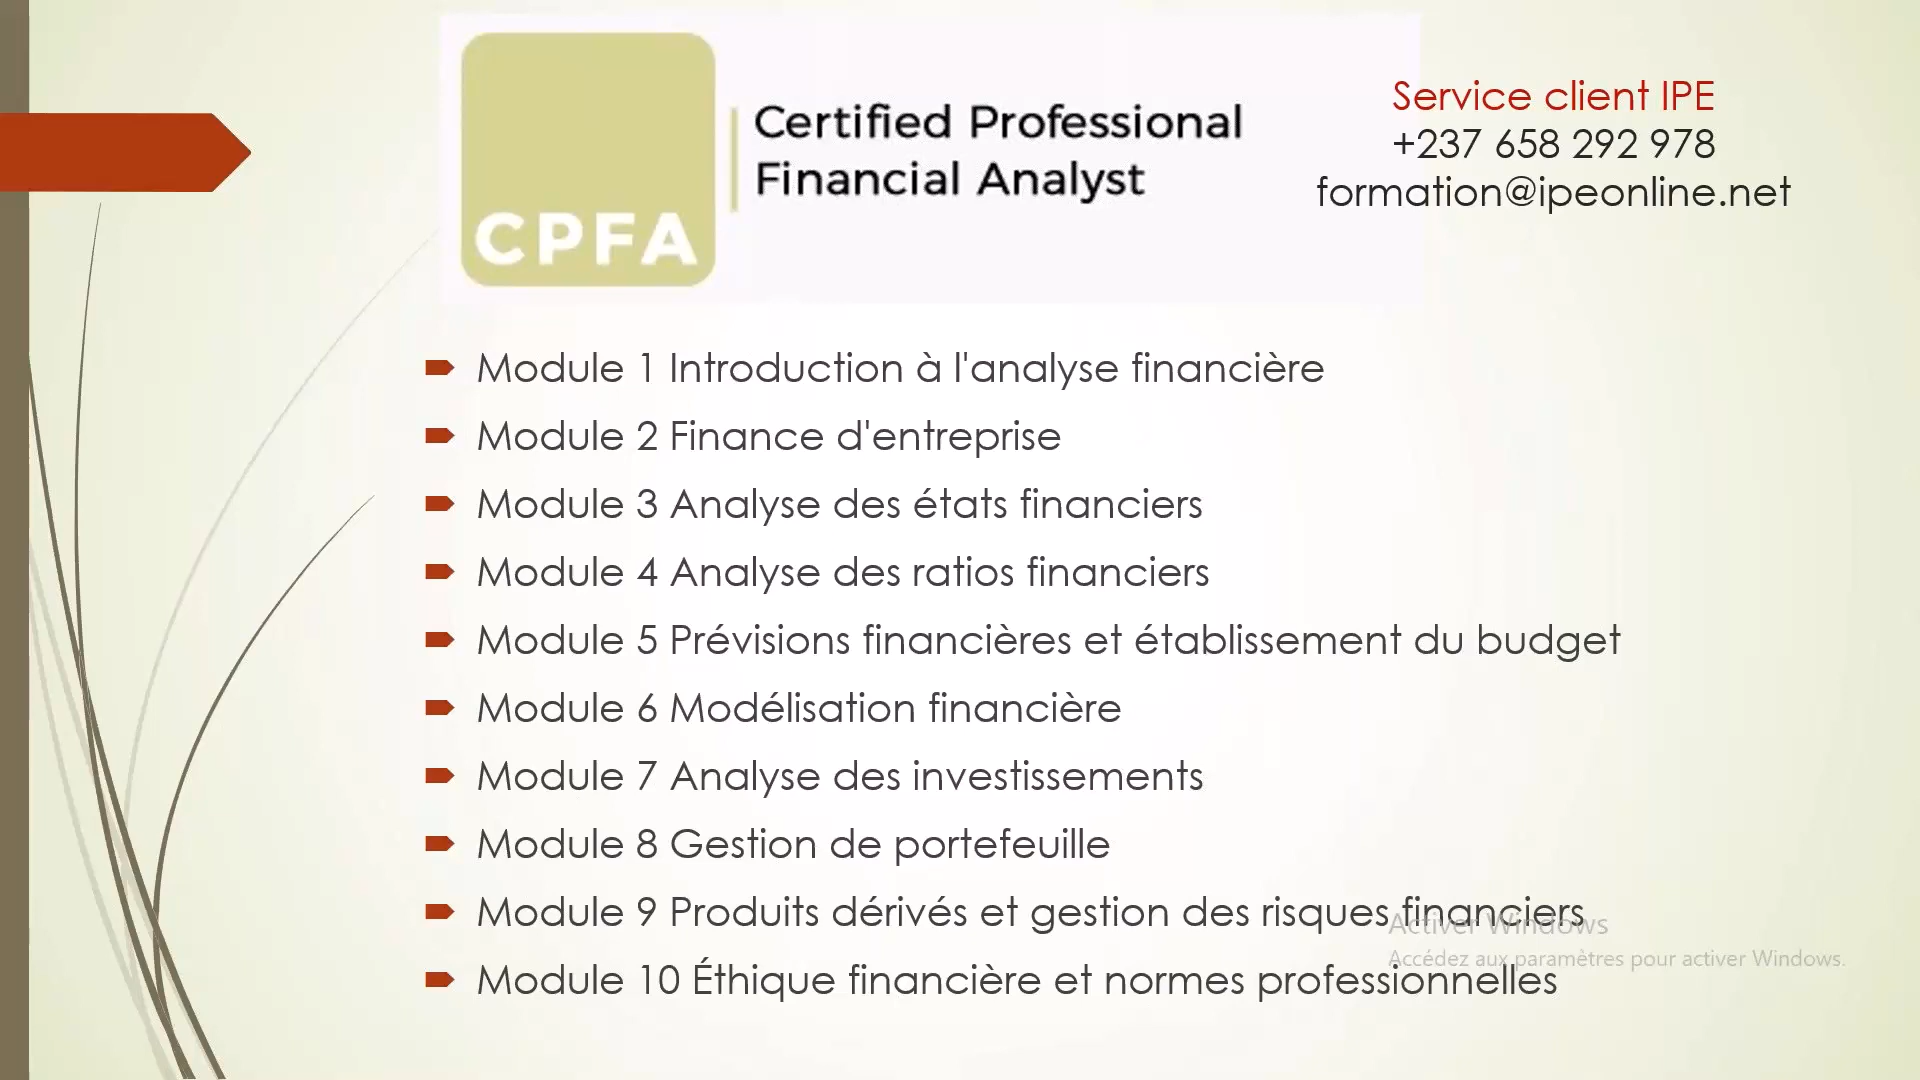 CPFA
Certified Professional
Financial Analyst
Service client IPE
+237 658 292 978
formation@ipeonline.net
Module 1 Introduction à l'analyse financière
Module 2 Finance d'entreprise
Module 3 Analyse des états financiers
Module 4 Analyse des ratios financiers
Module 5 Prévisions financières et établissement du budget
Module 6 Modélisation financière
Module 7 Analyse des investissements
Module 8 Gestion de portefeuille
Module 9 Produits dérivés et gestion des risques financiers
Activer Windows
Accédez aux paramètres pour activer Windows.
Module 10 Éthique financière et normes professionnelles